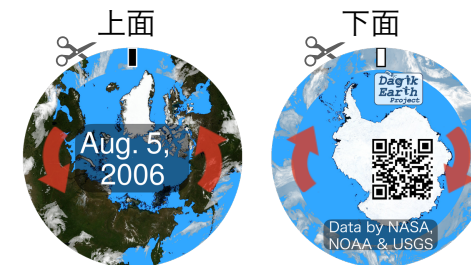 上面
下面
Aug. 5,
2006
Dagik
Earth
Project
Data by NASA,
NOAA & USGS